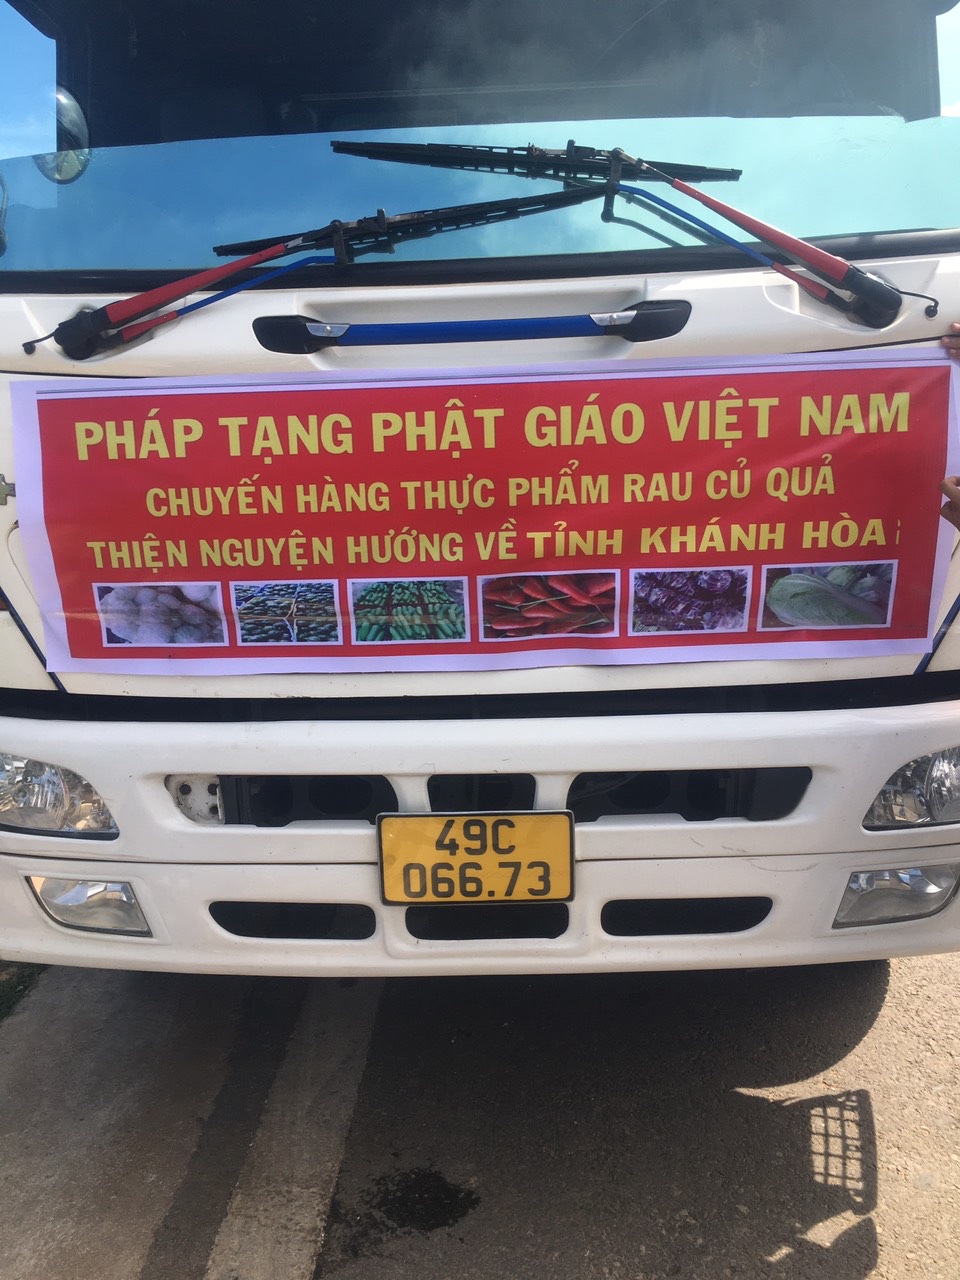 PHÁP TẠNG PHẬT GIÁO VIỆT NAM
CHUYẾN HÀNG THỰC PHẨM RAU CỦ QUẢ
THIỆN NGUYỆN HƯỚNG VỀ TỈNH KHÁNH HÒA
49C
066.73